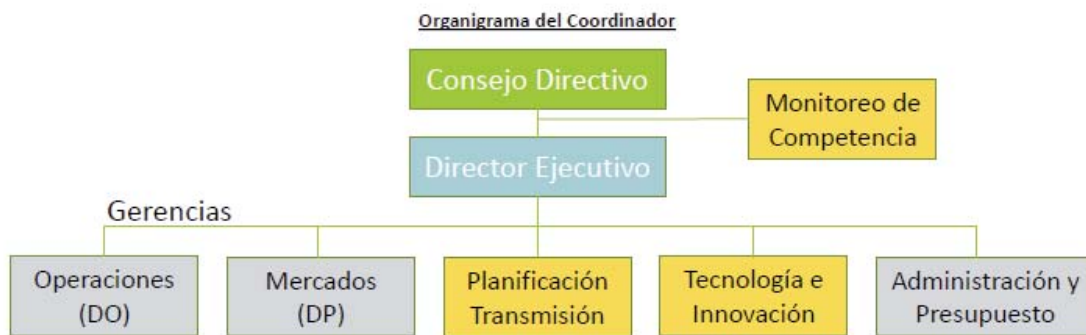 Organigrama del Coordinador
Consejo Directivo
Monitoreo de
Competencia
Director Ejecutivo
Gerencias
Operaciones
(DO)
Mercados
(DP)
Planificación
Transmisión
Tecnología e
Innovación
Administración y
Presupuesto